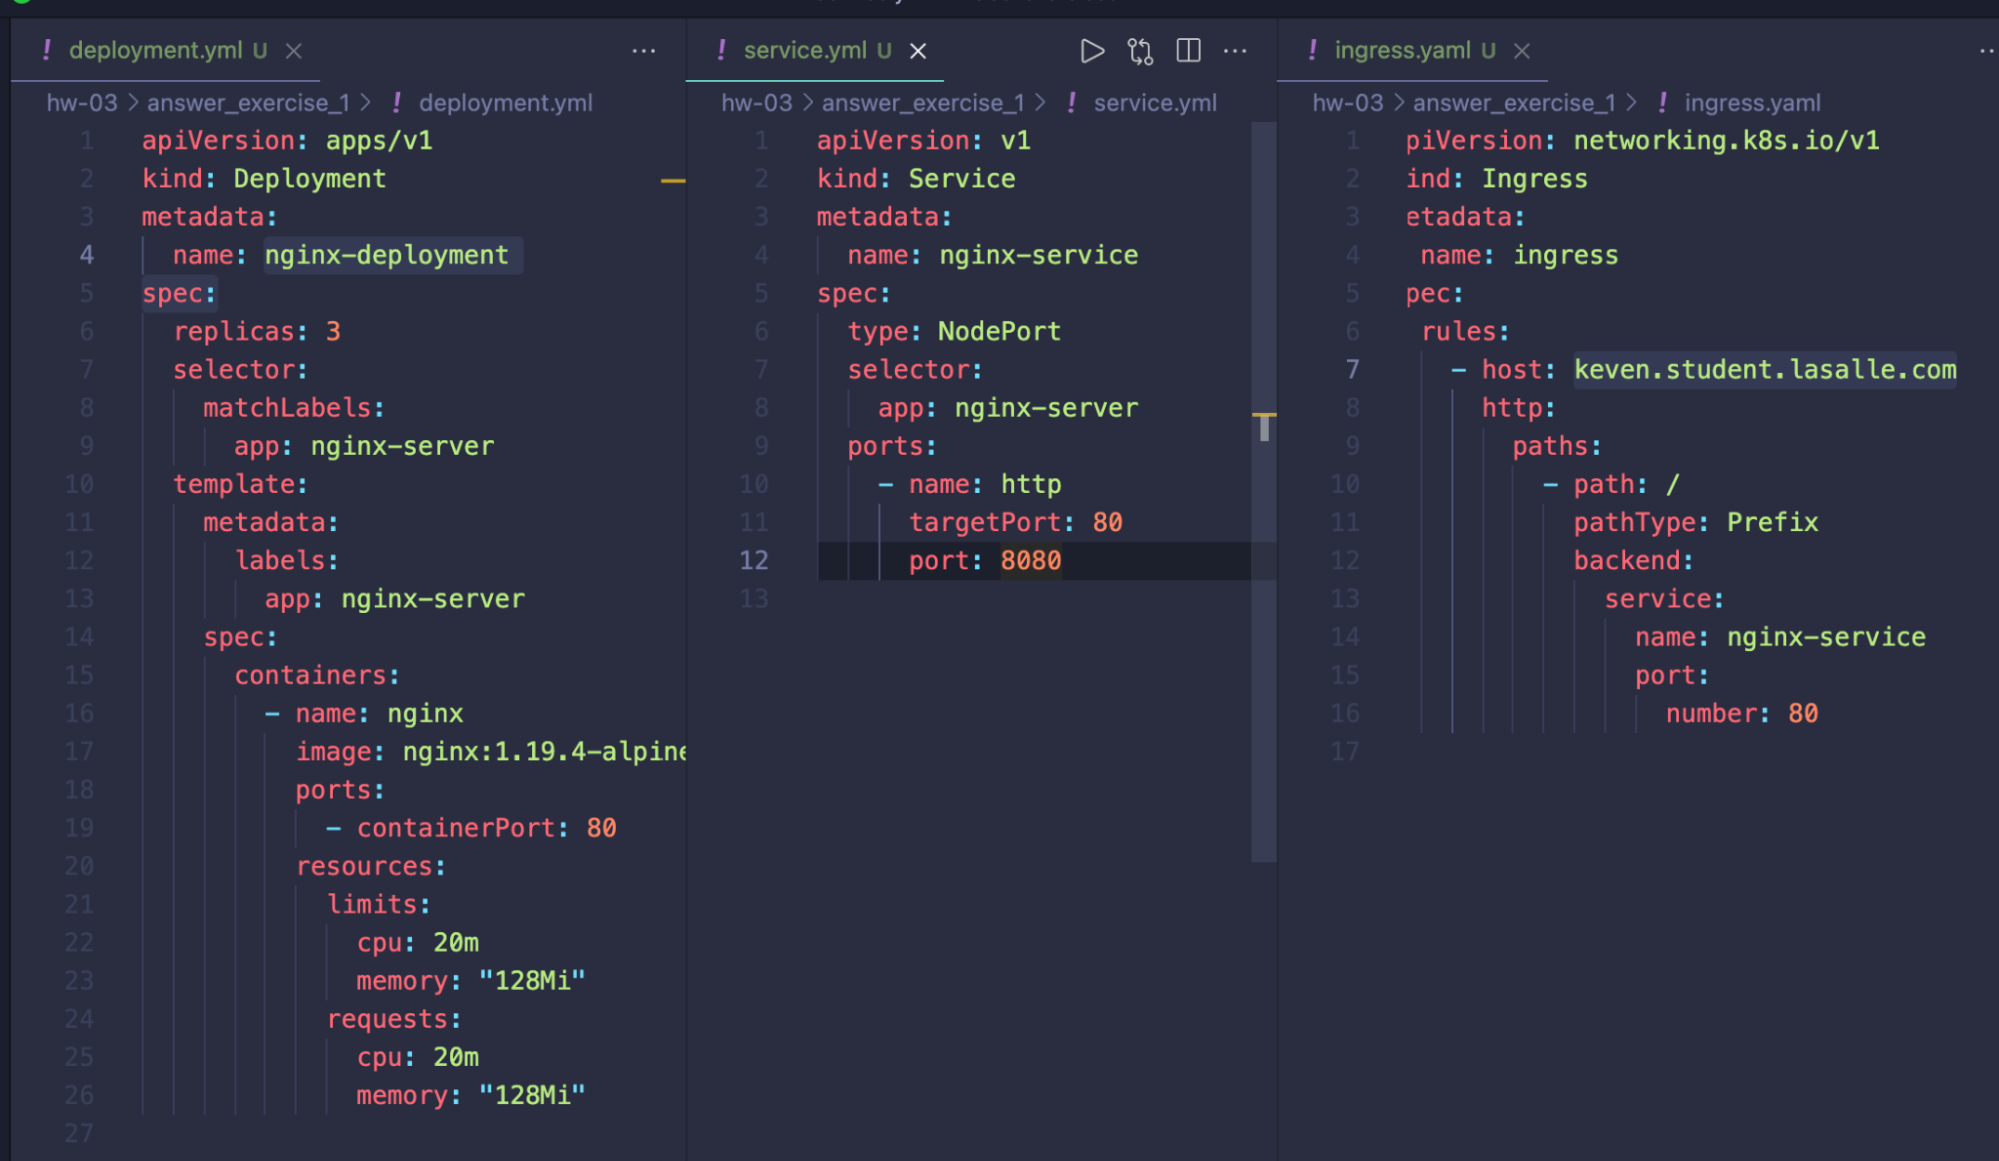 deployment.yml U
hw-03 > answer_exercise_1 > ! deployment.yml
1 apiVersion: apps/v1
2 kind: Deployment
3 metadata:
4 name: nginx-deployment
5 spec:
6 replicas: 3
7 selector:
8 matchLabels:
9 app: nginx-server
10 template:
11 metadata:
12 labels:
13 app: nginx-server
14 spec:
15 containers:
16 - name: nginx
17 image: nginx:1.19.4-alpine
18 ports:
19 - containerPort: 80
20 resources:
21 limits:
22 cpu: 20m
23 memory: "128Mi"
24 requests:
25 cpu: 20m
26 memory: "128Mi"
27
! service.yml U
hw-03 > answer_exercise_1 > ! service.yml
1 apiVersion: v1
2 kind: Service
3 metadata:
4 name: nginx-service
5 spec:
6 type: NodePort
7 selector:
8 app: nginx-server
9 ports:
10 - name: http
11 targetPort: 80
12 port: 8080
13
! ingress.yaml U
hw-03 > answer_exercise_1 > ! ingress.yaml
1 piVersion: networking.k8s.io/v1
2 ind: Ingress
3 etadata:
4 name: ingress
5 pec:
6 rules:
7 - host: keven.student.lasalle.com
8 http:
9 paths:
10 - path: /
11 pathType: Prefix
12 backend:
13 service:
14 name: nginx-service
15 port:
16 number: 80
17